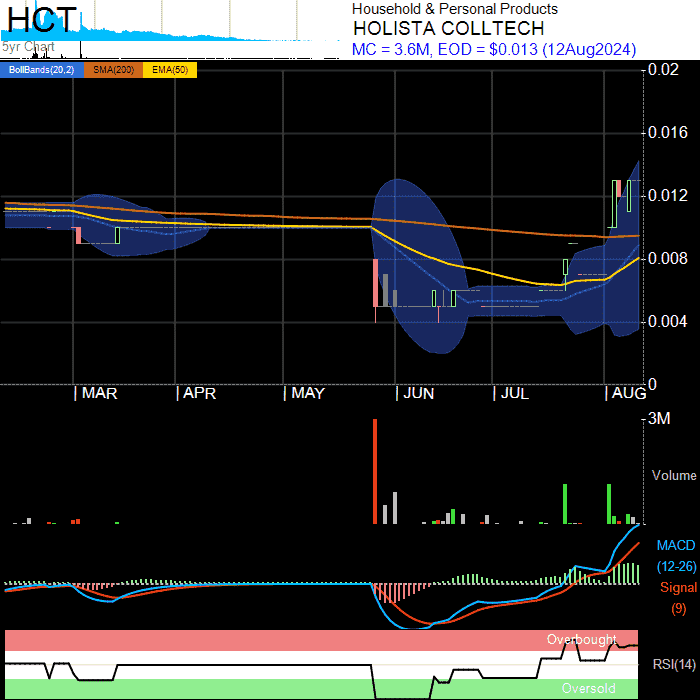 HCT
5yr Chart
Household & Personal Products
HOLISTA COLLTECH
MC = 3.6M, EOD = $0.013 (12Aug2024)
BollBands(20,2) SMA(200) EMA(50)
0.02
0.016
0.012
0.008
0.004
0
MAR APR MAY JUN JUL AUG
3M
Volume
MACD
(12-26)
Signal
(9)
Overbought
RSI(14)
Oversold